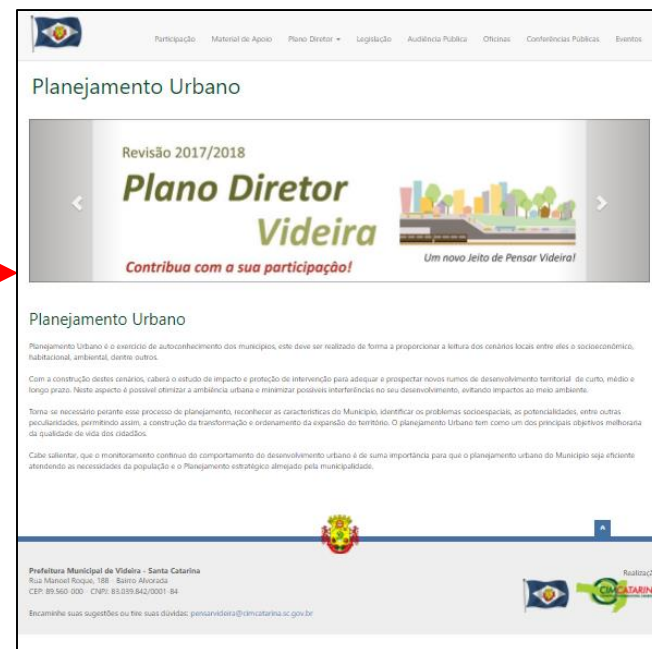 Participação Material de Apoio Plano Diretor Legislação Audiência Pública Oficinas Conferências Públicas Eventos
Planejamento Urbano
Revisão 2017/2018
Plano Diretor
Videira
Contribua com a sua participação!
Um novo Jeito de Pensar Videira!
Planejamento Urbano
Planejamento Urbano é o exercício de autoconhecimento dos municípios, este deve ser realizado de forma a proporcionar a leitura dos cenários locais entre eles o socioeconômico,
habitacional, ambiental, dentre outros.
Com a construção destes cenários, caberá o estudo de impacto e proteção de intervenção para adequar e prospectar novos rumos de desenvolvimento territorial de curto, médio e
longo prazo. Neste aspecto é possível otimizar a ambiência urbana e minimizar possíveis interferências no seu desenvolvimento, evitando impactos ao meio ambiente.
Torna se necessário perante esse processo de planejamento, reconhecer as características do Município, identificar os problemas socioespaciais, as potencialidades, entre outras
peculiaridades, permitindo assim, a construção da transformação e ordenamento da expansão do território. O planejamento Urbano tem como um dos principais objetivos melhoraria
da qualidade de vida dos cidadãos.
Cabe salientar, que o monitoramento contínuo do comportamento do desenvolvimento urbano é de suma importância para que o planejamento urbano do Município seja eficiente
atendendo as necessidades da população e o Planejamento estratégico almejado pela municipalidade.
Prefeitura Municipal de Videira - Santa Catarina
Rua Manoel Roque, 188 - Bairro Alvorada
CEP: 89.560-000 - CNPJ: 83.039.842/0001-84
Realizaç
CIMCATARIN
Encaminhe suas sugestões ou tire suas dúvidas: pensarvideira@cimcatarina.sc.gov.br